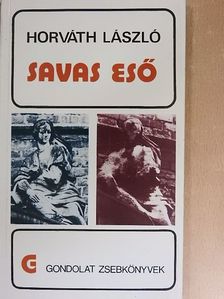 HORVÁTH LÁSZLÓ
SAVAS ESŐ
G GONDOLAT ZSEBKÖNYVEK